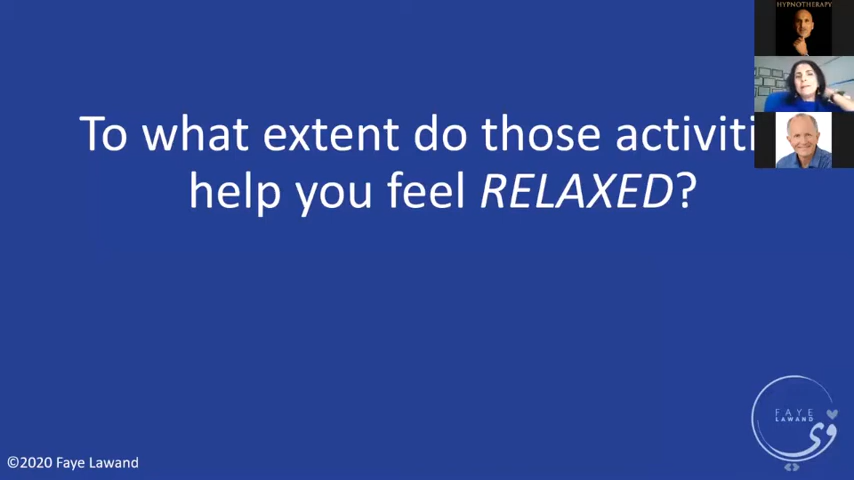 HYPNOTHERAPY
To what extent do those activiti
help you feel RELAXED?
FAYE
LAWAND
©2020 Faye Lawand